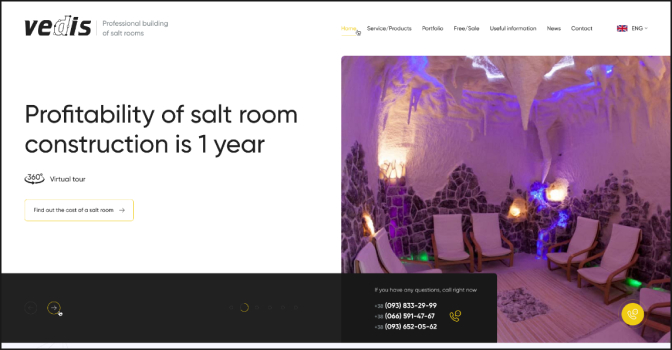 vedis
Professional building
of salt rooms
Home
Service/Products
Portfolio
Free/Sale
Useful information
News
Contact
ENG
Profitability of salt room
construction is 1 year
360°
Virtual tour
Find out the cost of a salt room
If you have any questions, call right now
+38 (093) 833-29-99
+38 (066) 591-47-67
+38 (093) 652-05-62